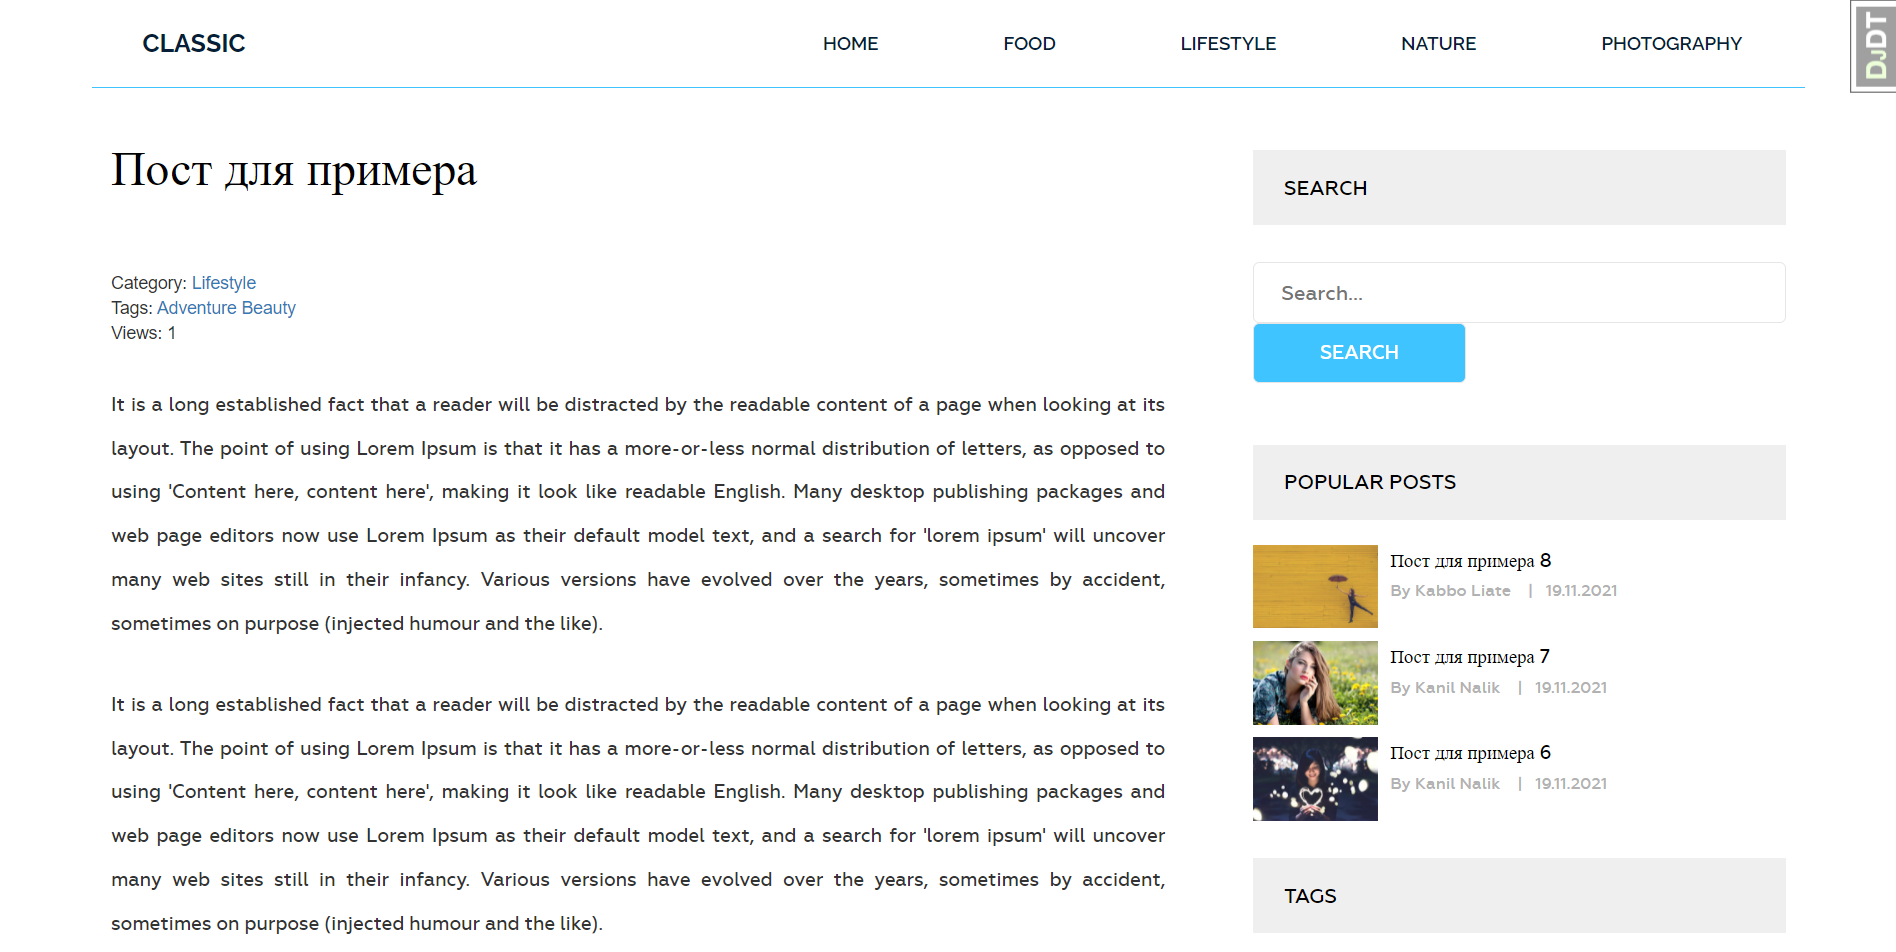 CLASSIC HOME FOOD LIFESTYLE NATURE PHOTOGRAPHY
DJDT
Пост для примера
Category: Lifestyle
Tags: Adventure Beauty
Views: 1
It is a long established fact that a reader will be distracted by the readable content of a page when looking at its
layout. The point of using Lorem Ipsum is that it has a more-or-less normal distribution of letters, as opposed to
using 'Content here, content here', making it look like readable English. Many desktop publishing packages and
web page editors now use Lorem Ipsum as their default model text, and a search for 'lorem ipsum' will uncover
many web sites still in their infancy. Various versions have evolved over the years, sometimes by accident,
sometimes on purpose (injected humour and the like).
It is a long established fact that a reader will be distracted by the readable content of a page when looking at its
layout. The point of using Lorem Ipsum is that it has a more-or-less normal distribution of letters, as opposed to
using 'Content here, content here', making it look like readable English. Many desktop publishing packages and
web page editors now use Lorem Ipsum as their default model text, and a search for 'lorem ipsum' will uncover
many web sites still in their infancy. Various versions have evolved over the years, sometimes by accident,
sometimes on purpose (injected humour and the like).
SEARCH
Search...
SEARCH
POPULAR POSTS
Пост для примера 8
By Kabbo Liate | 19.11.2021
Пост для примера 7
By Kanil Nalik | 19.11.2021
Пост для примера 6
By Kanil Nalik | 19.11.2021
TAGS